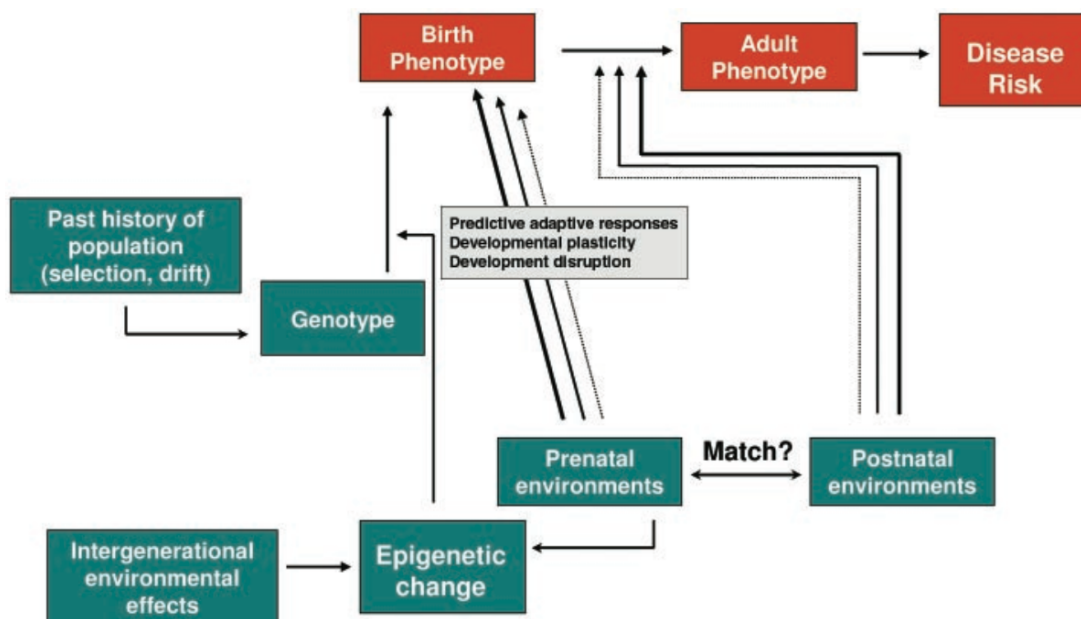 Birth
Phenotype
Adult
Phenotype
Disease
Risk
Past history of
population
(selection, drift)
Predictive adaptive responses
Developmental plasticity
Development disruption
Genotype
Prenatal
environments
Match?
Postnatal
environments
Intergenerational
environmental
effects
Epigenetic
change